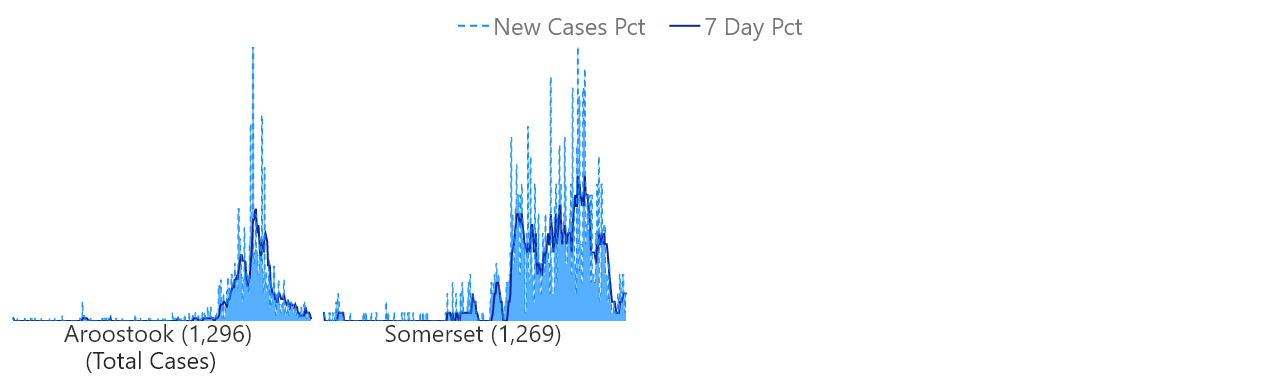 New Cases Pct 7 Day Pct
Aroostook (1,296) Somerset (1,269)
(Total Cases)